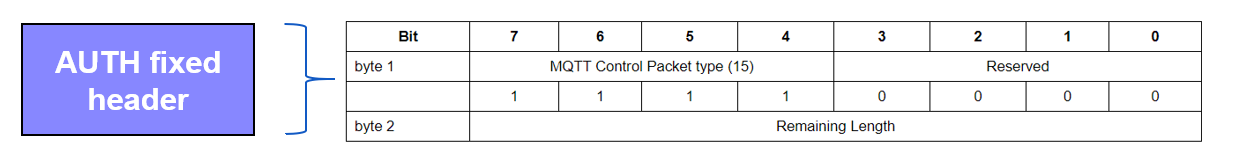 AUTH fixed
header
Bit 7 6 5 4 3 2 1 0
byte 1 MQTT Control Packet type (15) Reserved
1 1 1 1 0 0 0 0
byte 2 Remaining Length